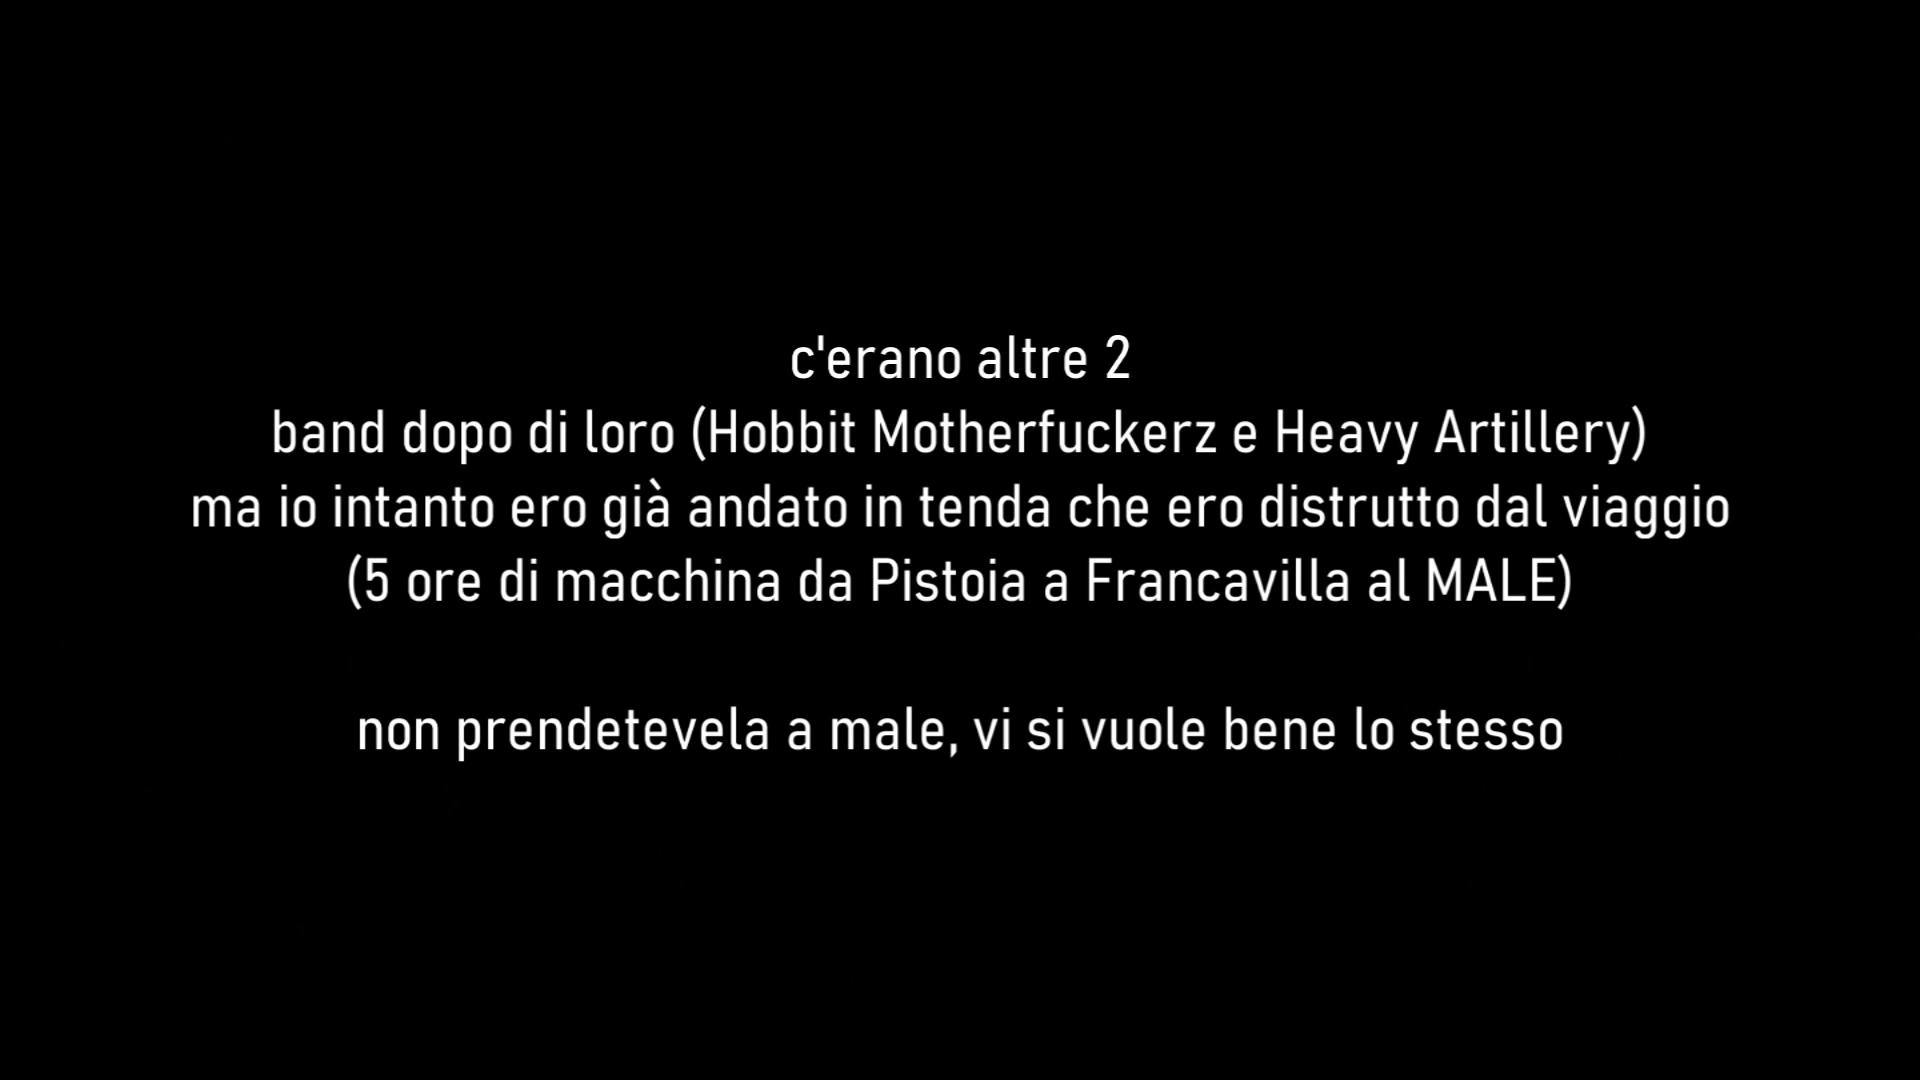 c'erano altre 2
band dopo di loro (Hobbit Motherfuckerz e Heavy Artillery)
ma io intanto ero già andato in tenda che ero distrutto dal viaggio
(5 ore di macchina da Pistoia a Francavilla al MALE)
non prendetevela a male, vi si vuole bene lo stesso